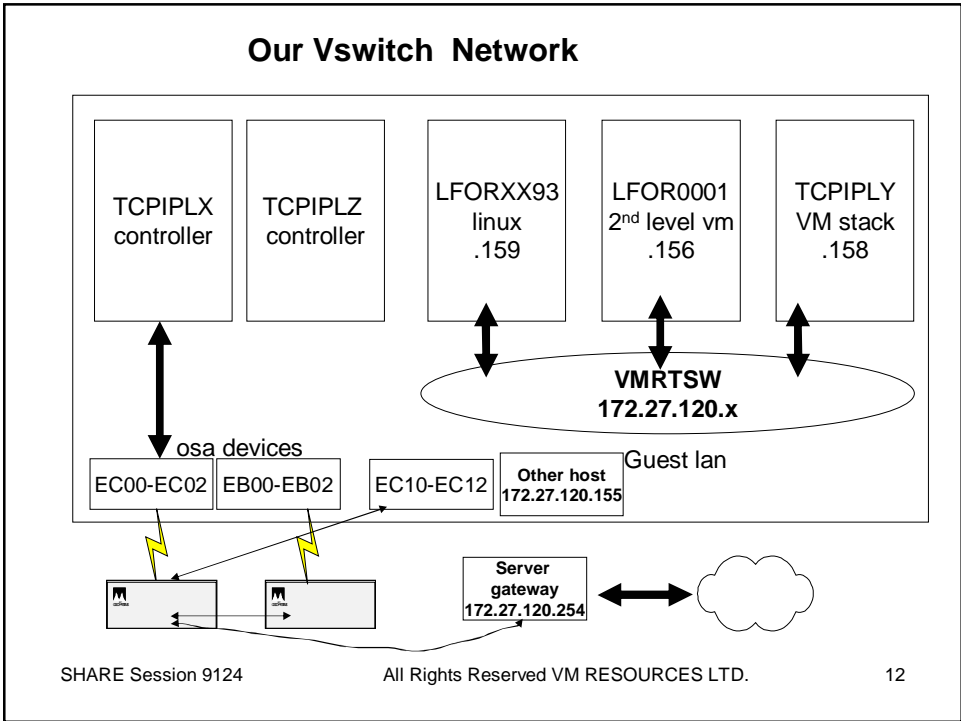 Our Vswitch Network
TCPIPLX
controller
TCPIPLZ
controller
LFORXX93
linux
.159
LFOR0001
2nd level vm
.156
TCPIPLY
VM stack
.158
VMRTSW
172.27.120.x
osa devices
Guest lan
EC00-EC02
EB00-EB02
EC10-EC12
Other host
172.27.120.155
Server
gateway
172.27.120.254
SHARE Session 9124
All Rights Reserved VM RESOURCES LTD.
12